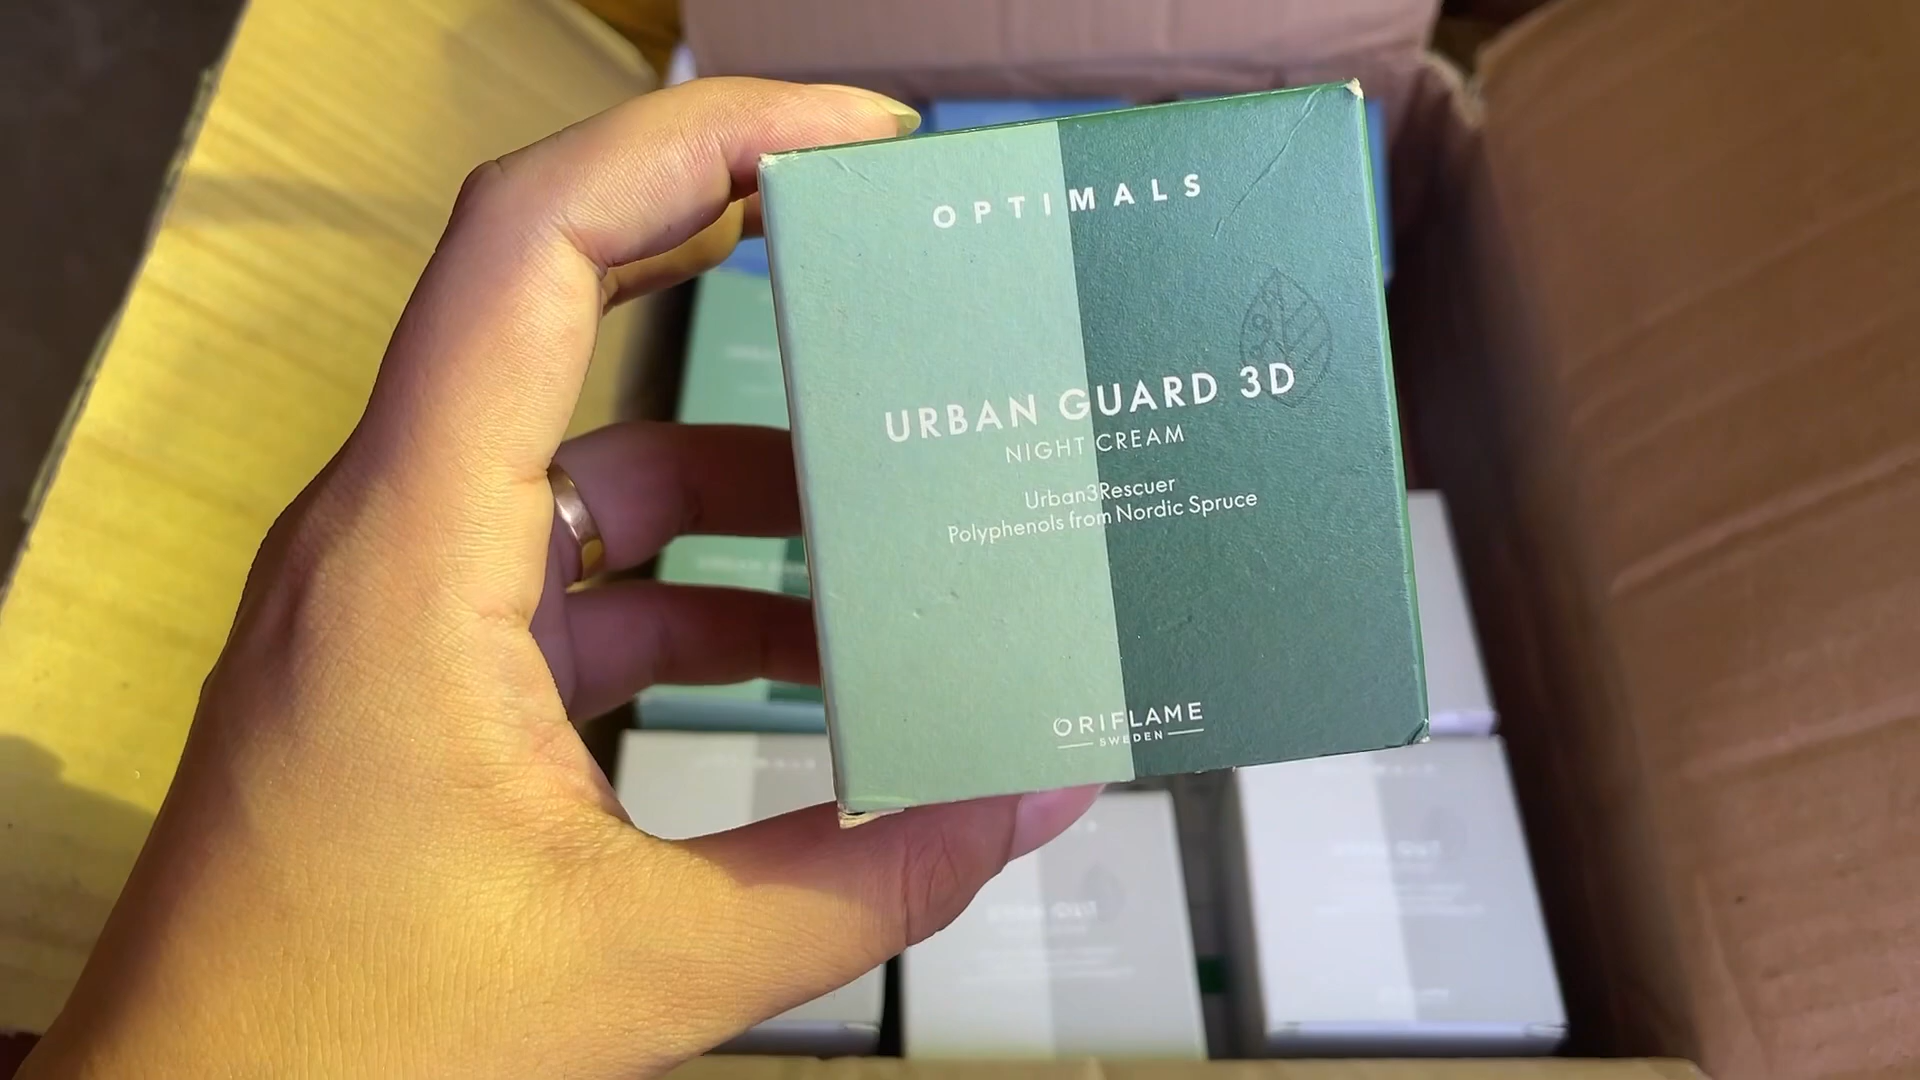 OPTIMALS
URBAN GUARD 3D
NIGHT CREAM
Urban3Rescuer
Polyphenols from Nordic Spruce
ORIFLAME
SWEDEN